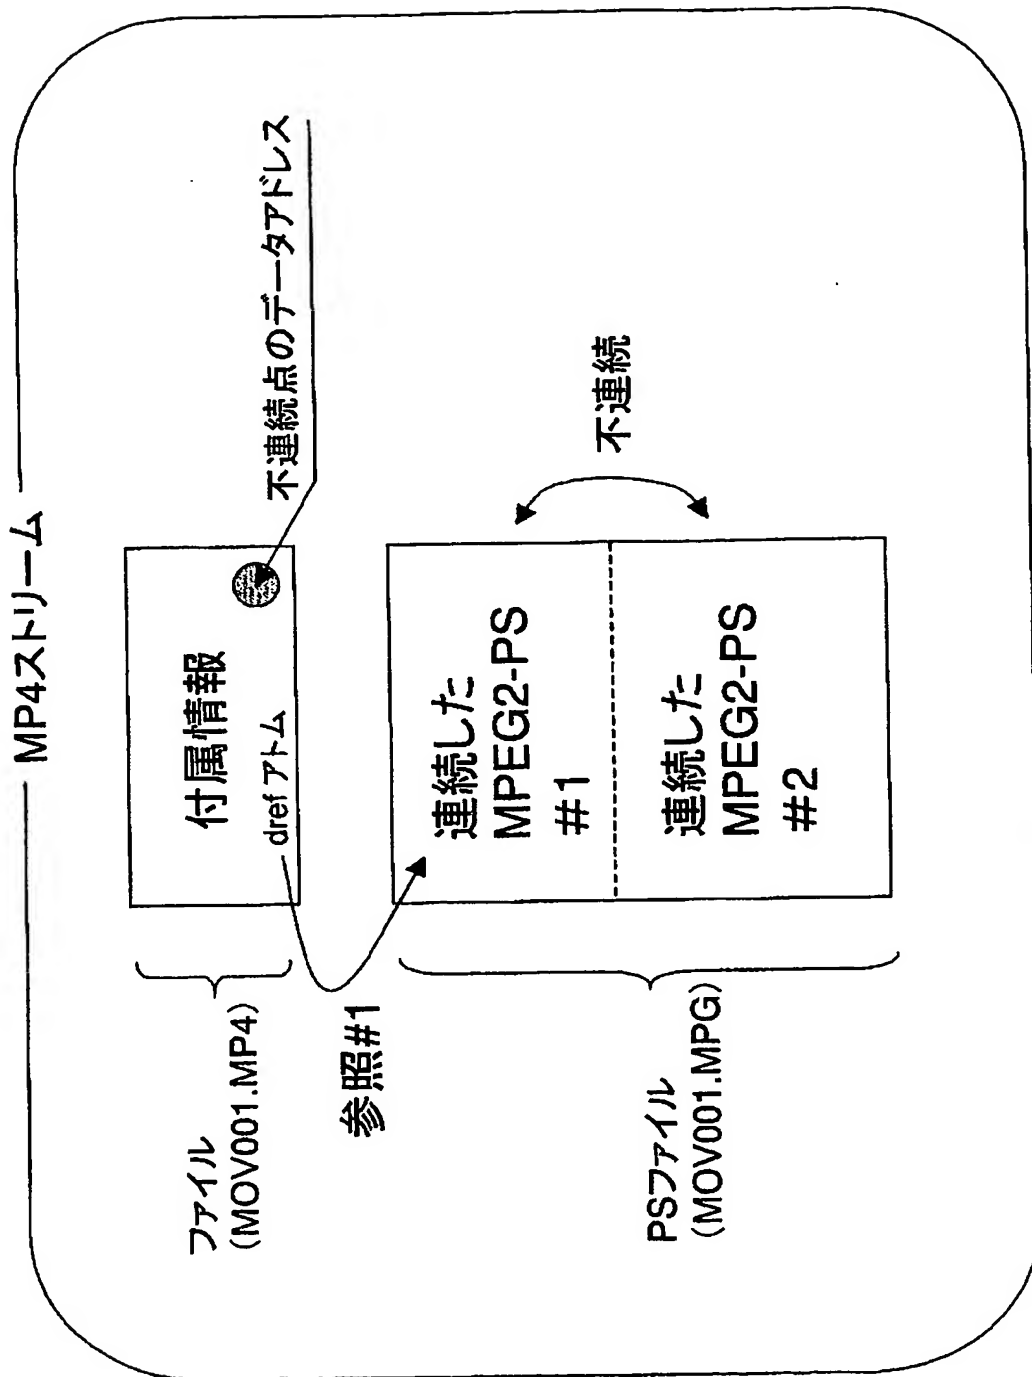 MP4ストリーム
ファイル
(MOV001.MP4)
付属情報
dref アトム
不連続点のデータアドレス
参照#1
PSファイル
(MOV001.MPG)
連続した
MPEG2-PS
#1
連続した
MPEG2-PS
#2
不連続